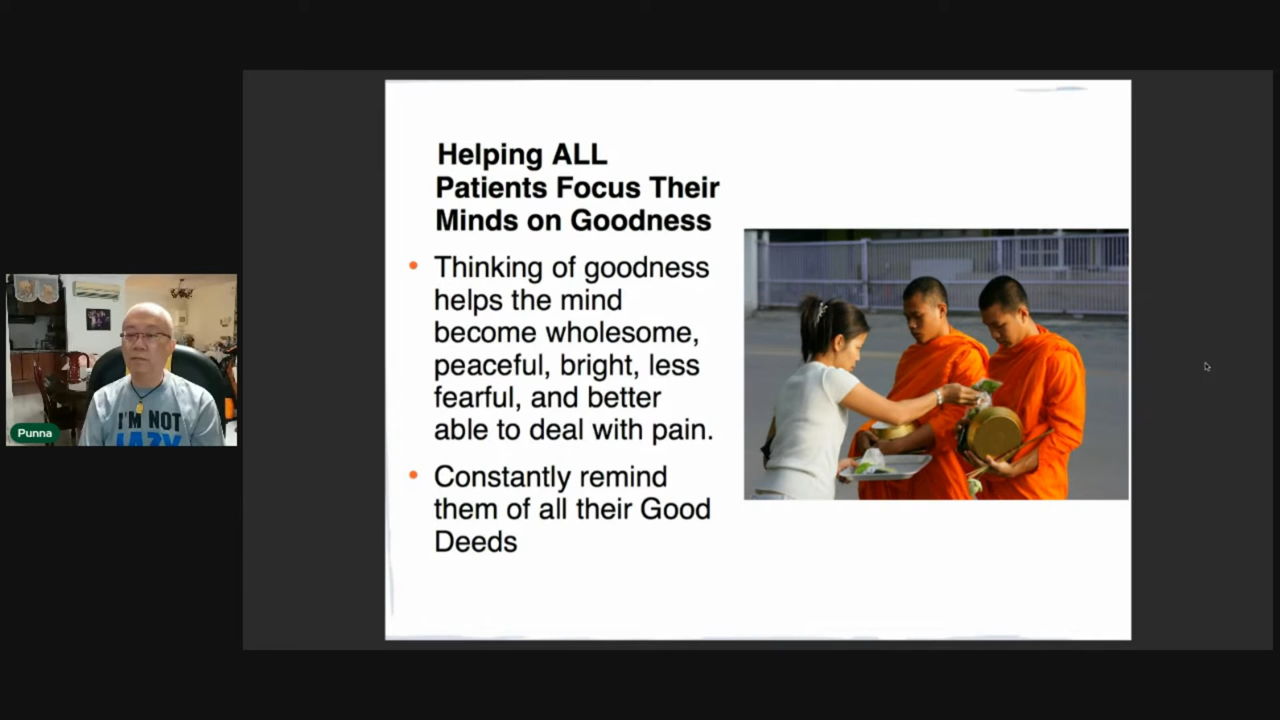 Helping ALL
Patients Focus Their
Minds on Goodness
• Thinking of goodness
helps the mind
become wholesome,
peaceful, bright, less
fearful, and better
able to deal with pain.
• Constantly remind
them of all their Good
Deeds
I'M NOT
LAZY
Punna